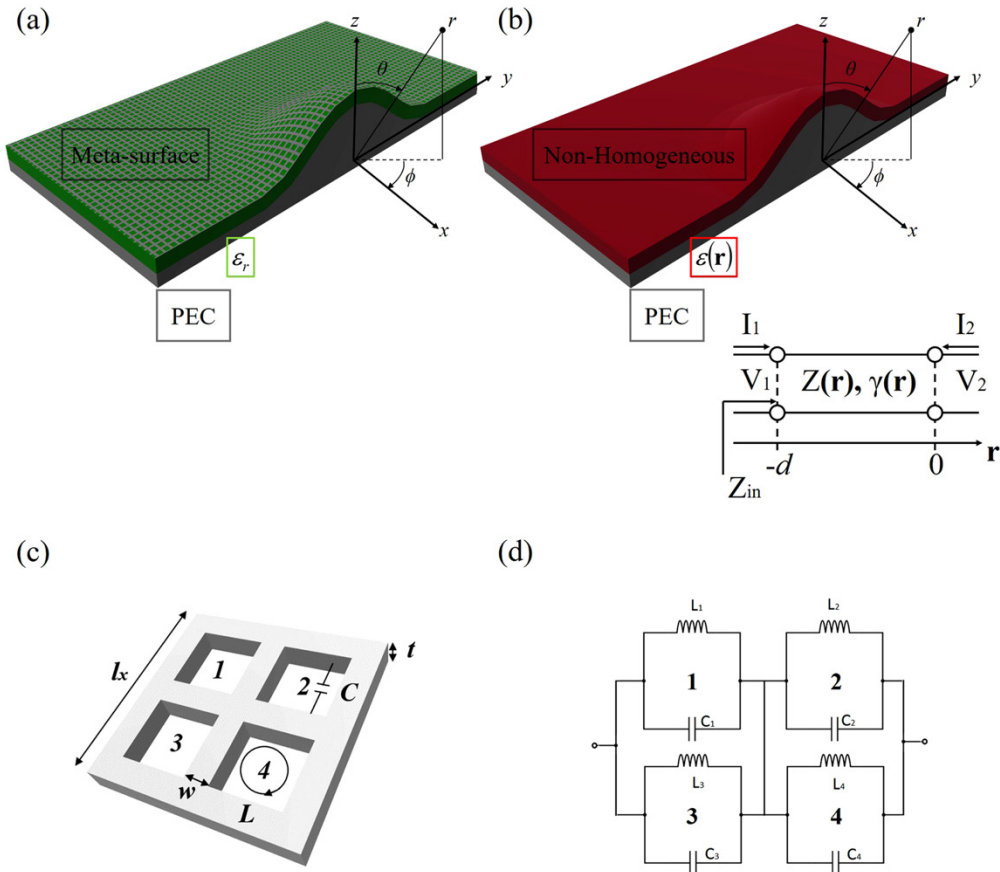 (a)
z
r
θ
y
Meta-surface
ϕ
x
εr
PEC
(b)
z
r
θ
y
Non-Homogeneous
ϕ
x
ε(r)
PEC
I1 I2
V1 Z(r), γ(r) V2
-d 0 r
Zin
(c)
lx
t
1
2 C
3
4
w
L
(d)
L1 L2
1 2
C1 C2
L3 L4
3 4
C3 C4